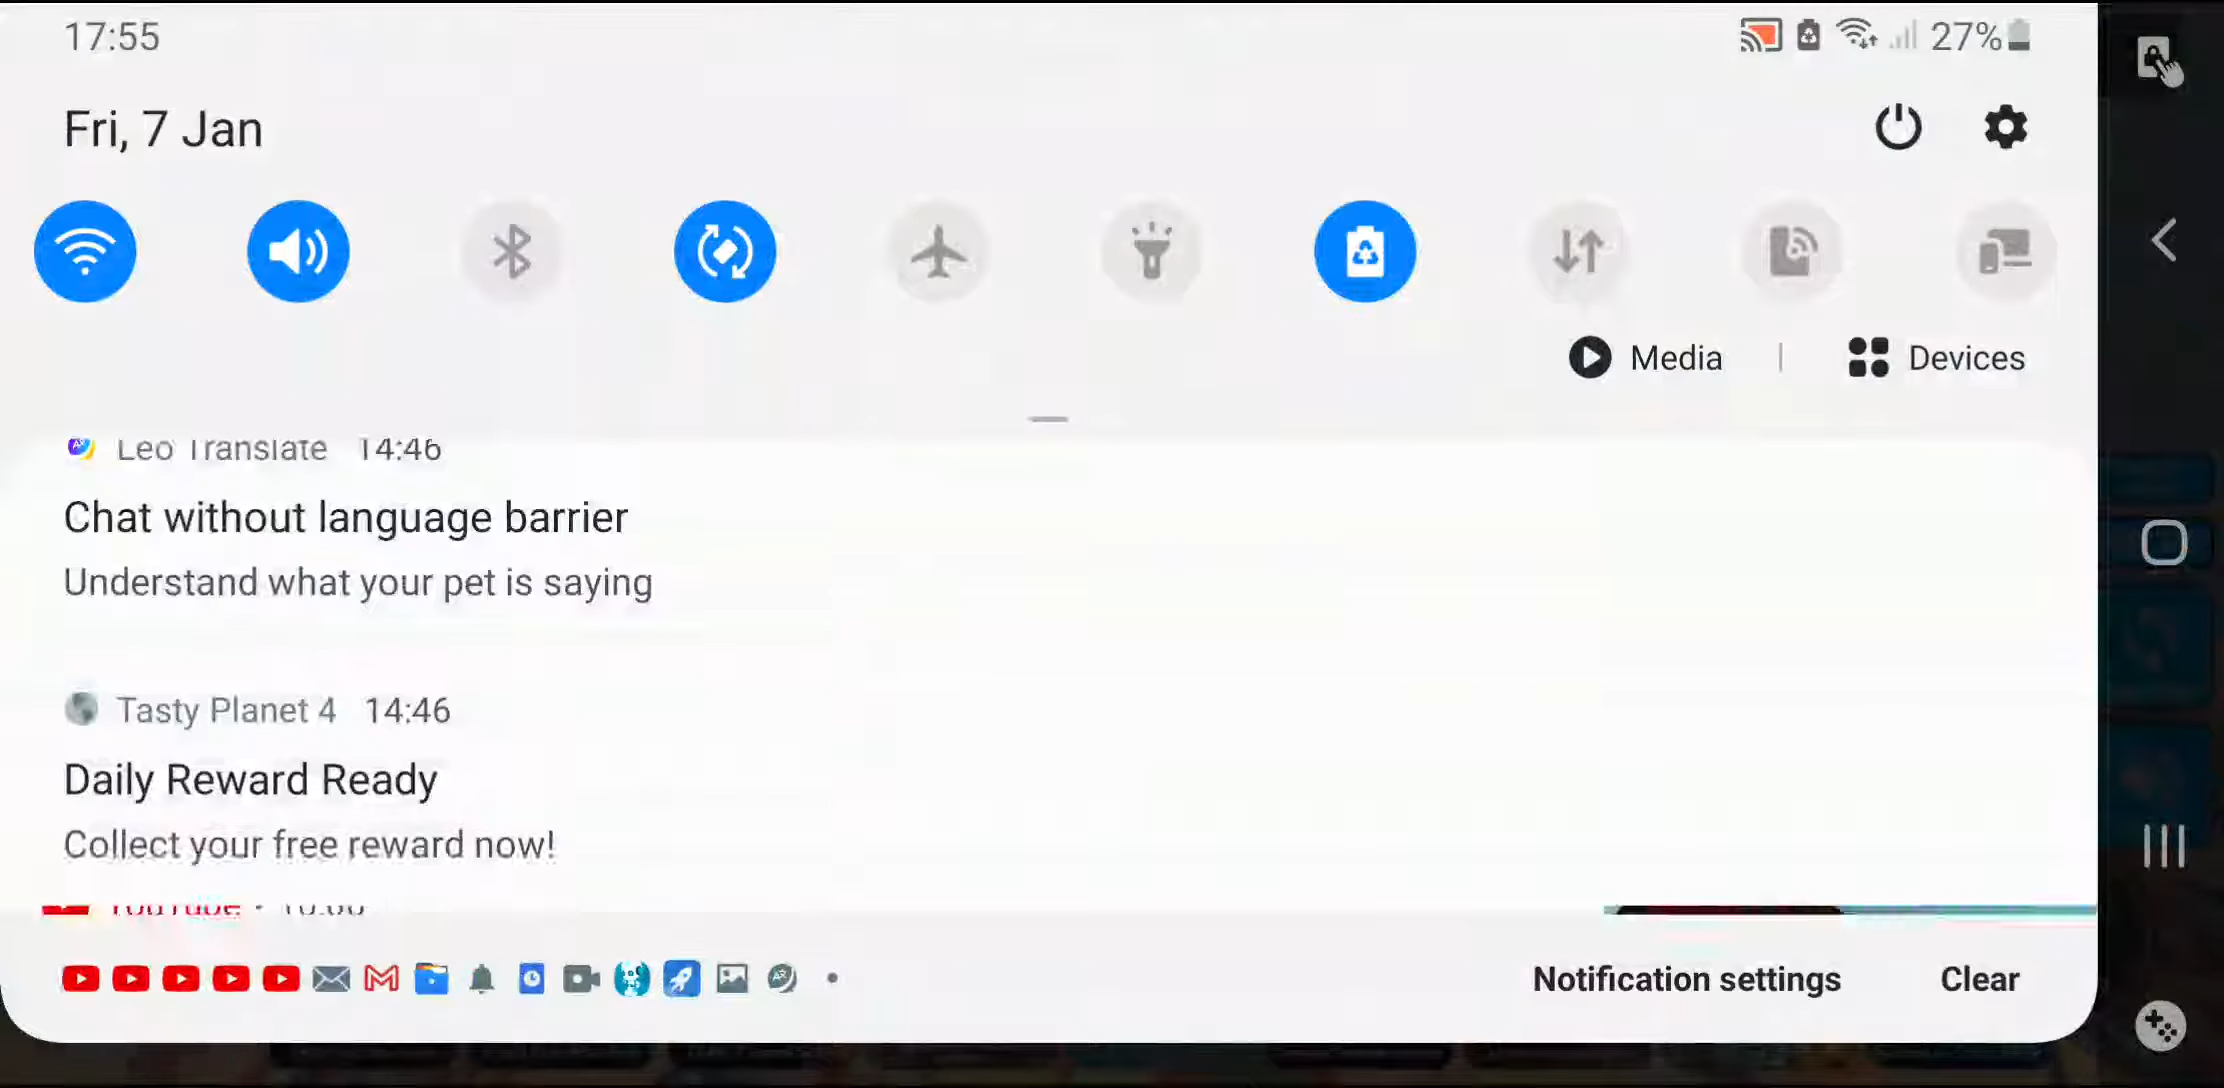 17:55
27%
Fri, 7 Jan
Media
Devices
Leo Translate 14:46
Chat without language barrier
Understand what your pet is saying
Tasty Planet 4 14:46
Daily Reward Ready
Collect your free reward now!
YouTube
Notification settings
Clear